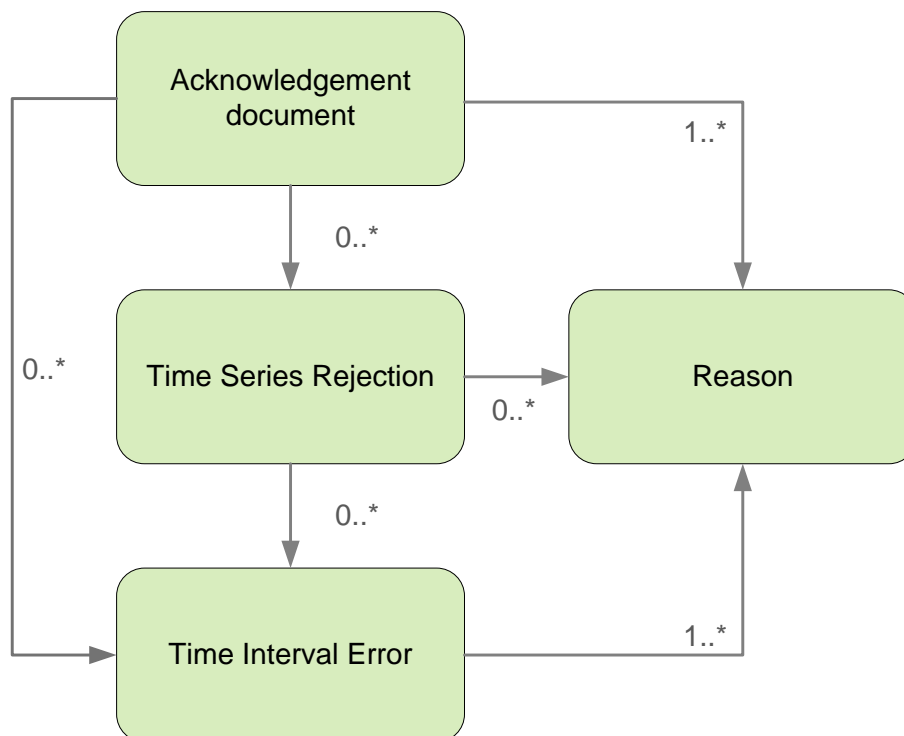 Acknowledgement
document
1..*
0..*
0..*
Time Series Rejection
Reason
0..*
0..*
Time Interval Error
1..*